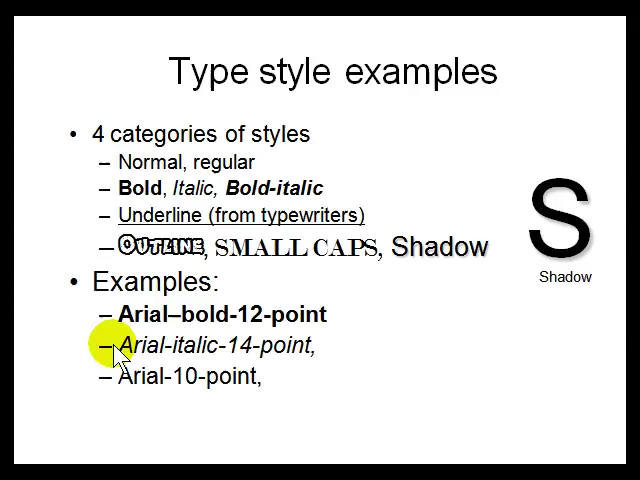 Type style examples
• 4 categories of styles
– Normal, regular
– Bold, Italic, Bold-italic
– Underline (from typewriters)
– OUTLINE, SMALL CAPS, Shadow
• Examples:
– Arial–bold-12-point
– Arial-italic-14-point,
– Arial-10-point,
S
Shadow